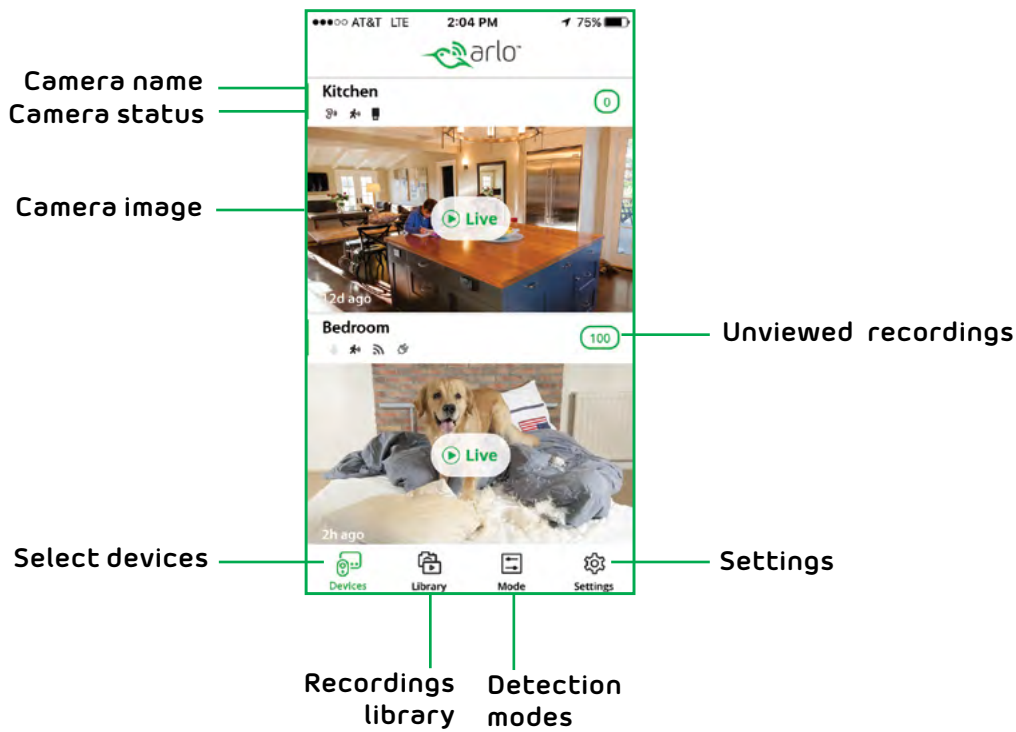 AT&T LTE 2:04 PM 75%
arlo
Camera name
Kitchen
0
Camera status
Camera image
Live
12d ago
Bedroom
100
Unviewed recordings
Live
2h ago
Select devices
Settings
Devices Library Mode Settings
Recordings
library
Detection
modes